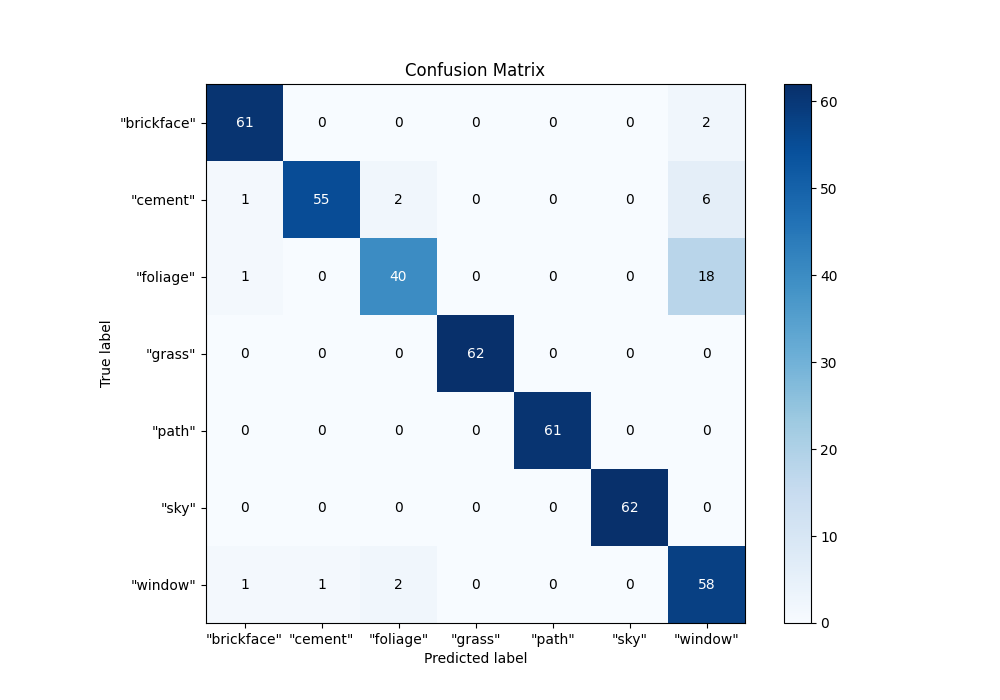 Confusion Matrix
"brickface" 61 0 0 0 0 0 2
"cement" 1 55 2 0 0 0 6
"foliage" 1 0 40 0 0 0 18
"grass" 0 0 0 62 0 0 0
"path" 0 0 0 0 61 0 0
"sky" 0 0 0 0 0 62 0
"window" 1 1 2 0 0 0 58
"brickface" "cement" "foliage" "grass" "path" "sky" "window"
Predicted label
True label
60
50
40
30
20
10
0